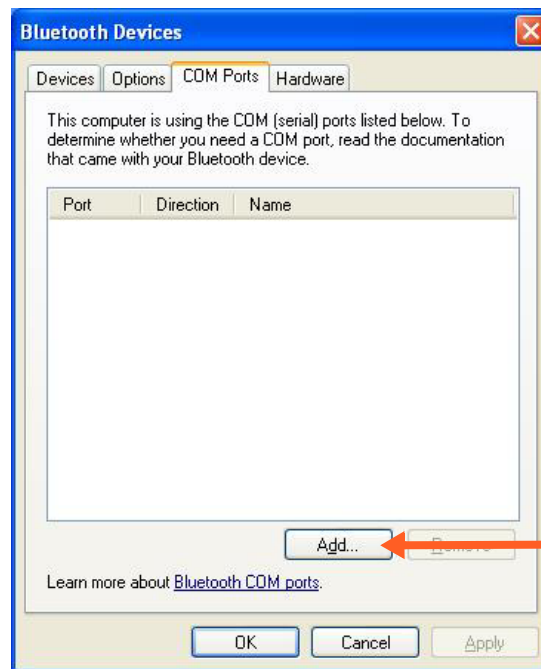 Bluetooth Devices
Devices Options COM Ports Hardware
This computer is using the COM (serial) ports listed below. To
determine whether you need a COM port, read the documentation
that came with your Bluetooth device.
Port Direction Name
Add... Remove
Learn more about Bluetooth COM ports.
OK Cancel Apply